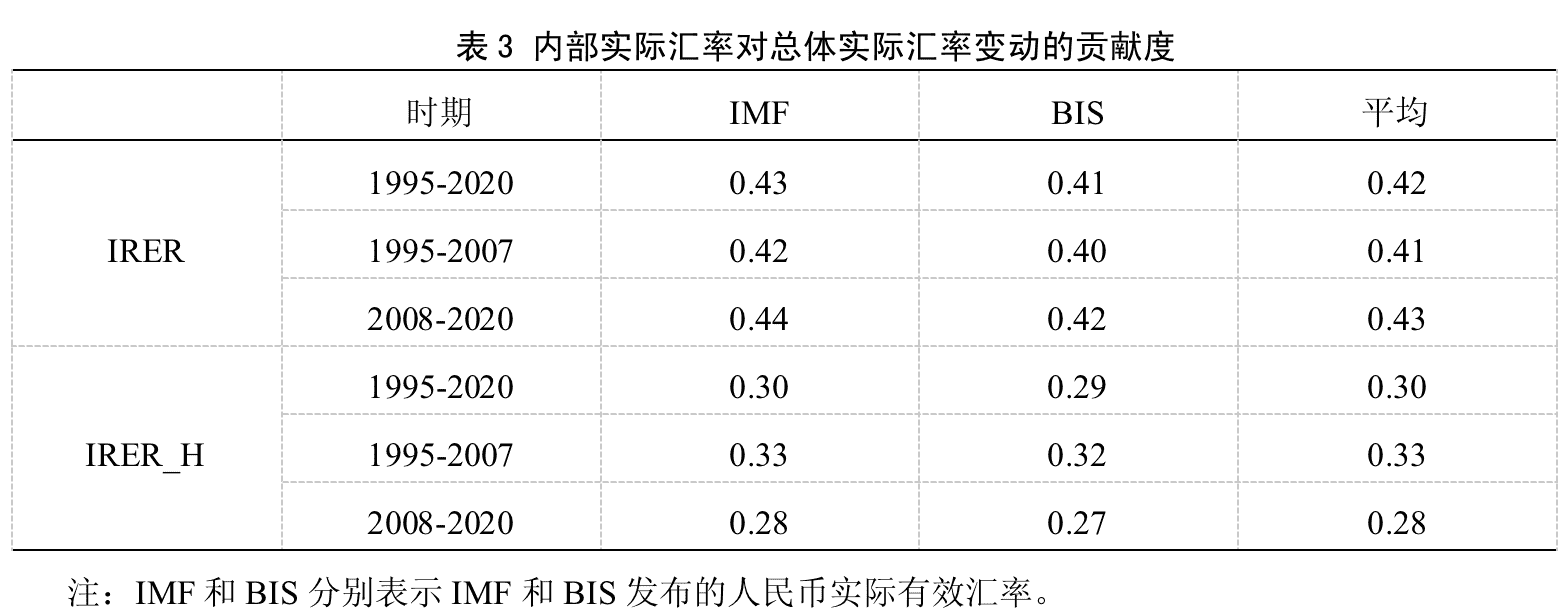 表 3 内部实际汇率对总体实际汇率变动的贡献度
时期 IMF BIS 平均
IRER
1995-2020 0.43 0.41 0.42
1995-2007 0.42 0.40 0.41
2008-2020 0.44 0.42 0.43
IRER_H
1995-2020 0.30 0.29 0.30
1995-2007 0.33 0.32 0.33
2008-2020 0.28 0.27 0.28
注：IMF 和 BIS 分别表示 IMF 和 BIS 发布的人民币实际有效汇率。